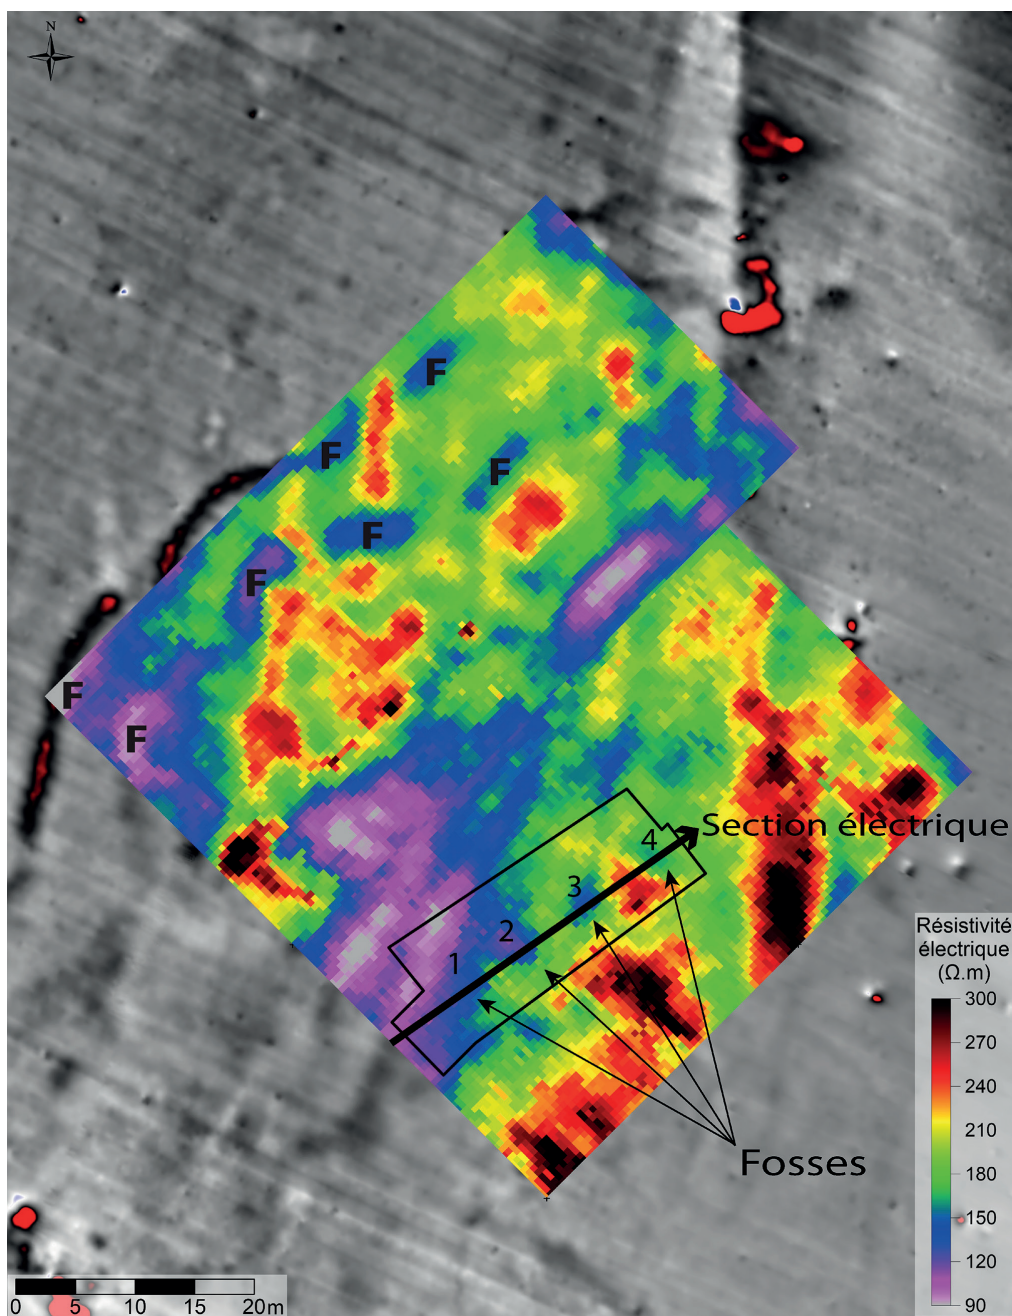 N
F
F
F
F
F
F
F
4
Section électrique
3
2
1
Fosses
Résistivité
électrique
(Ω.m)
300
270
240
210
180
150
120
90
0 5 10 15 20 m